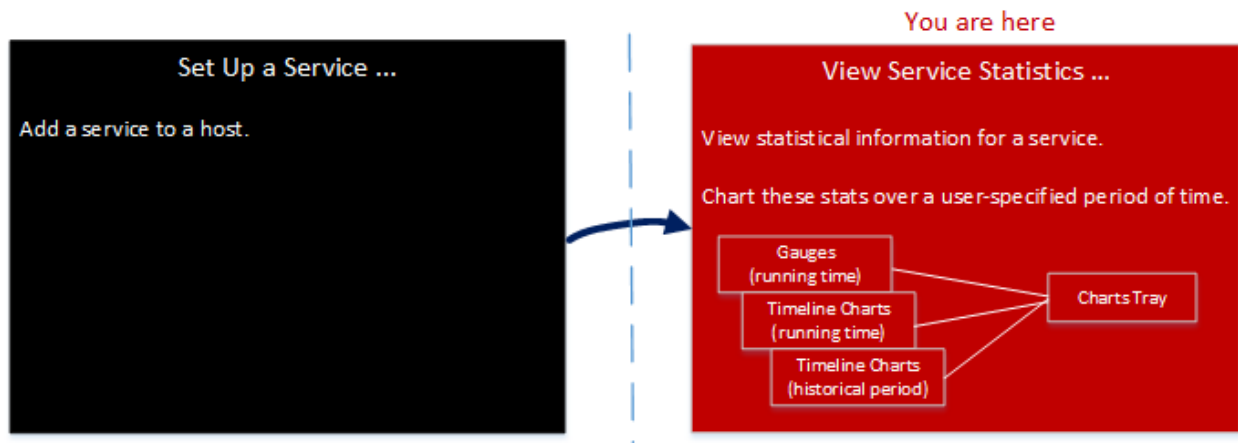 You are here
Set Up a Service ...
Add a service to a host.
View Service Statistics ...
View statistical information for a service.
Chart these stats over a user-specified period of time.
Gauges
(running time)
Timeline Charts
(running time)
Timeline Charts
(historical period)
Charts Tray